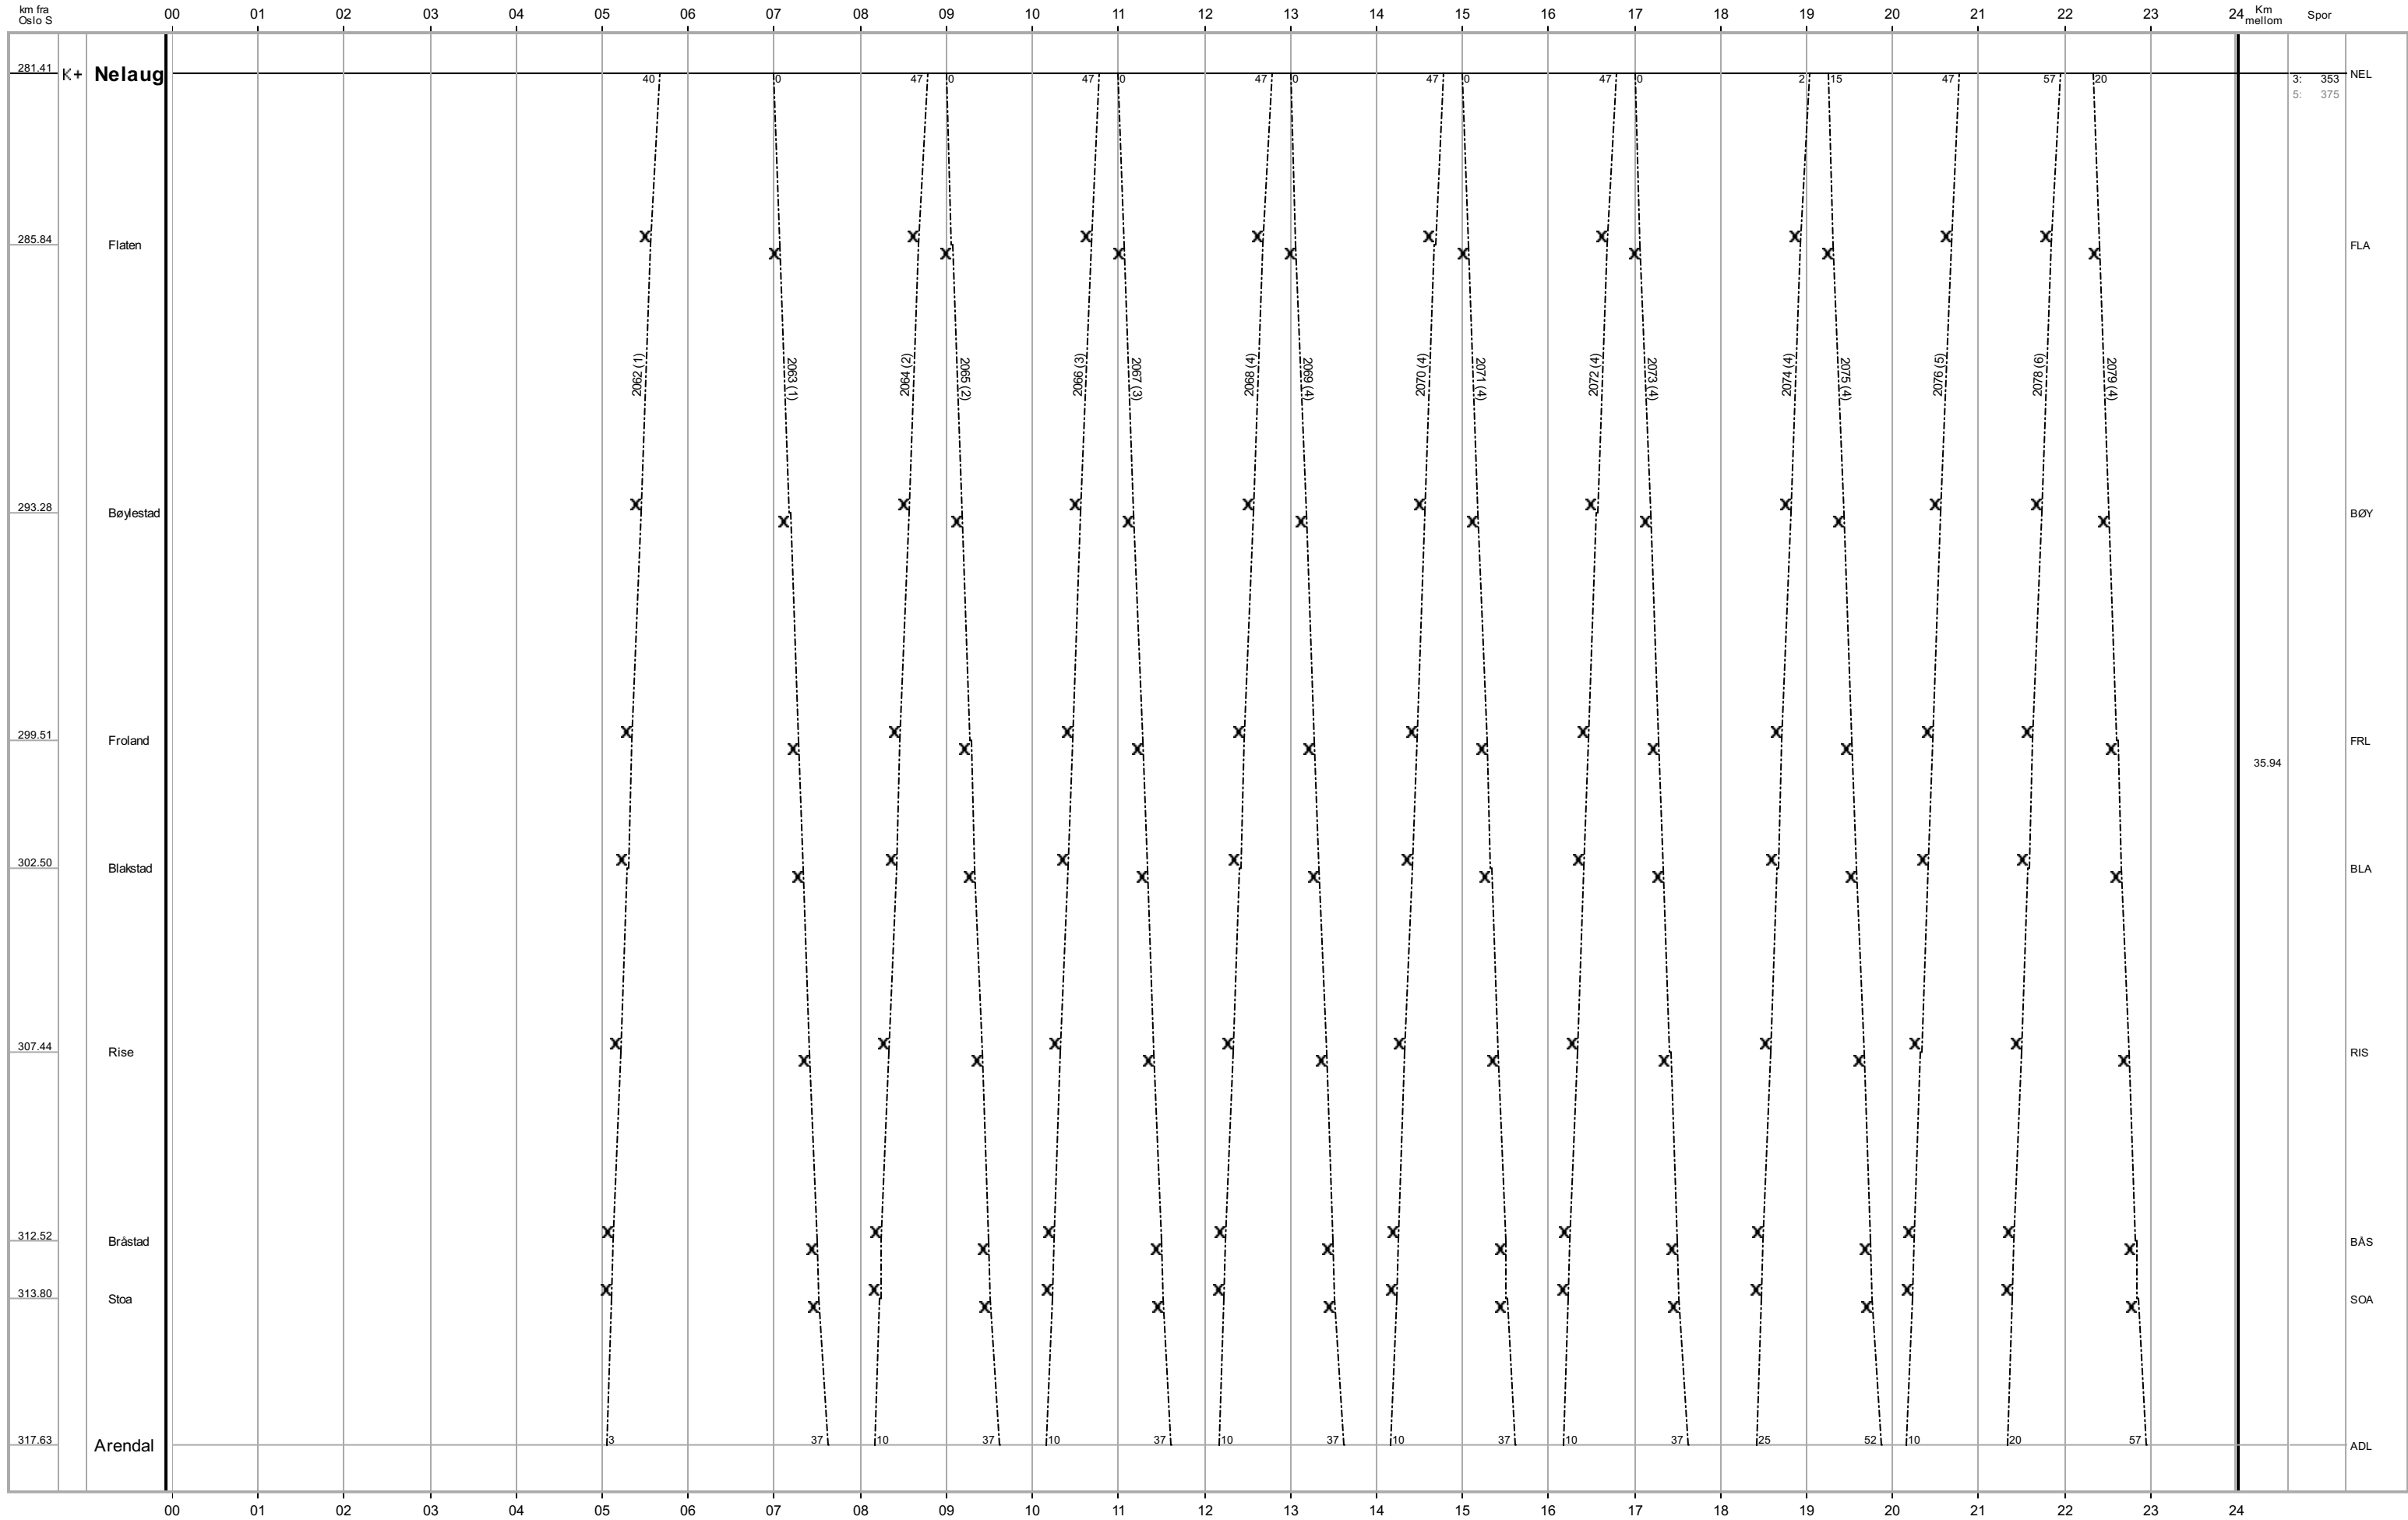 km fra
Oslo S
00 01 02 03 04 05 06 07 08 09 10 11 12 13 14 15 16 17 18 19 20 21 22 23 24
Km
mellom
Spor
281.41 K+ Nelaug 40 0 47 0 47 0 47 0 47 0 47 0 2 15 47 57 20 3: 353 NEL
5: 375
285.84 Flaten X X X X X X X X X X X X X X X X X FLA
2062 (1) 2063 (1) 2064 (2) 2065 (2) 2066 (3) 2067 (3) 2068 (4) 2069 (4) 2070 (4) 2071 (4) 2072 (4) 2073 (4) 2074 (4) 2075 (4) 2076 (5) 2078 (6) 2079 (4)
293.28 Bøylestad X X X X X X X X X X X X X X X X X BØY
299.51 Froland X X X X X X X X X X X X X X X X X FRL
35.94
302.50 Blakstad X X X X X X X X X X X X X X X X X BLA
307.44 Rise X X X X X X X X X X X X X X X X X RIS
312.52 Bråstad X X X X X X X X X X X X X X X X X BÅS
313.80 Stoa X X X X X X X X X X X X X X X X X SOA
317.63 Arendal 3 37 10 37 10 37 10 37 10 37 10 37 25 52 10 20 57 ADL
00 01 02 03 04 05 06 07 08 09 10 11 12 13 14 15 16 17 18 19 20 21 22 23 24